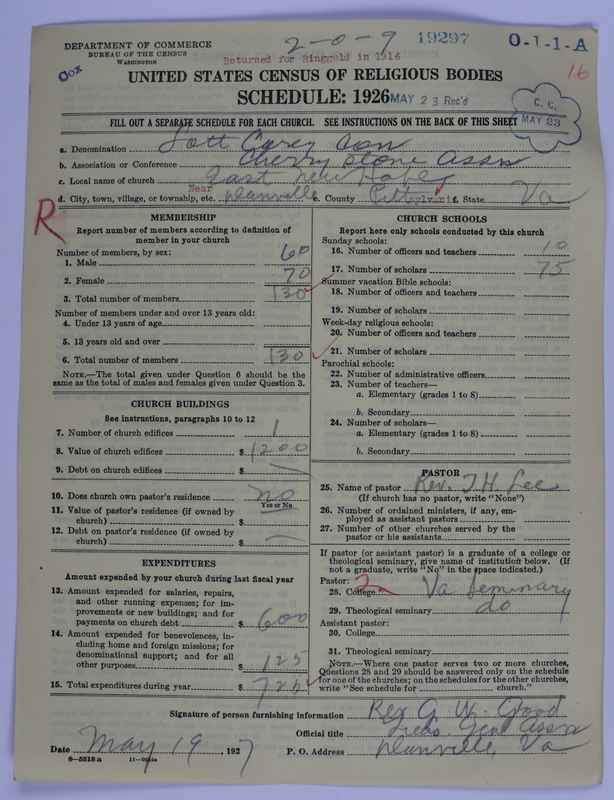 DEPARTMENT OF COMMERCE
BUREAU OF THE CENSUS
WASHINGTON
Cox
2-0-9
19297
O-1-1-A
Returned for Ringgold in 1916
16
UNITED STATES CENSUS OF RELIGIOUS BODIES
SCHEDULE: 1926
MAY 23 Rec'd
C. C.
MAY 23
FILL OUT A SEPARATE SCHEDULE FOR EACH CHURCH. SEE INSTRUCTIONS ON THE BACK OF THIS SHEET
a. Denomination Lott Carey Con
b. Association or Conference Cherry Stone Assn
c. Local name of church East New Hope
d. City, town, village, or township, etc. Near Danville e. County Pittsylvania f. State Va
R
MEMBERSHIP
Report number of members according to definition of member in your church
Number of members, by sex:
1. Male 60
2. Female 70
3. Total number of members 130
Number of members under and over 13 years old:
4. Under 13 years of age
5. 13 years old and over
6. Total number of members 130
NOTE.—The total given under Question 6 should be the same as the total of males and females given under Question 3.
CHURCH BUILDINGS
See instructions, paragraphs 10 to 12
7. Number of church edifices 1
8. Value of church edifices $ 1200
9. Debt on church edifices $ —
10. Does church own pastor's residence no
Yes or No
11. Value of pastor's residence (if owned by church) $
12. Debt on pastor's residence (if owned by church) $ —
EXPENDITURES
Amount expended by your church during last fiscal year
13. Amount expended for salaries, repairs, and other running expenses; for improvements or new buildings; and for payments on church debt $ 600
14. Amount expended for benevolences, including home and foreign missions; for denominational support; and for all other purposes $ 125
15. Total expenditures during year $ 725
CHURCH SCHOOLS
Report here only schools conducted by this church
Sunday schools:
16. Number of officers and teachers 10
17. Number of scholars 75
Summer vacation Bible schools:
18. Number of officers and teachers
19. Number of scholars
Week-day religious schools:
20. Number of officers and teachers
21. Number of scholars
Parochial schools:
22. Number of administrative officers
23. Number of teachers—
a. Elementary (grades 1 to 8)
b. Secondary
24. Number of scholars—
a. Elementary (grades 1 to 8)
b. Secondary
PASTOR
25. Name of pastor Rev. J. H. Lee
(If church has no pastor, write "None")
26. Number of ordained ministers, if any, employed as assistant pastors
27. Number of other churches served by the pastor or his assistants
If pastor (or assistant pastor) is a graduate of a college or theological seminary, give name of institution below. (If not a graduate, write "No" in the space indicated.)
Pastor:
28. College 2 Va Seminary
29. Theological seminary do
Assistant pastor:
30. College
31. Theological seminary
NOTE.—Where one pastor serves two or more churches, Questions 28 and 29 should be answered only on the schedule for one of the churches; on the schedules for the other churches, write "See schedule for church."
Signature of person furnishing information Rev G. W. Good
Official title Treas. Gen Assn
Date May 19, 1927
P. O. Address Danville, Va
8—5518 a